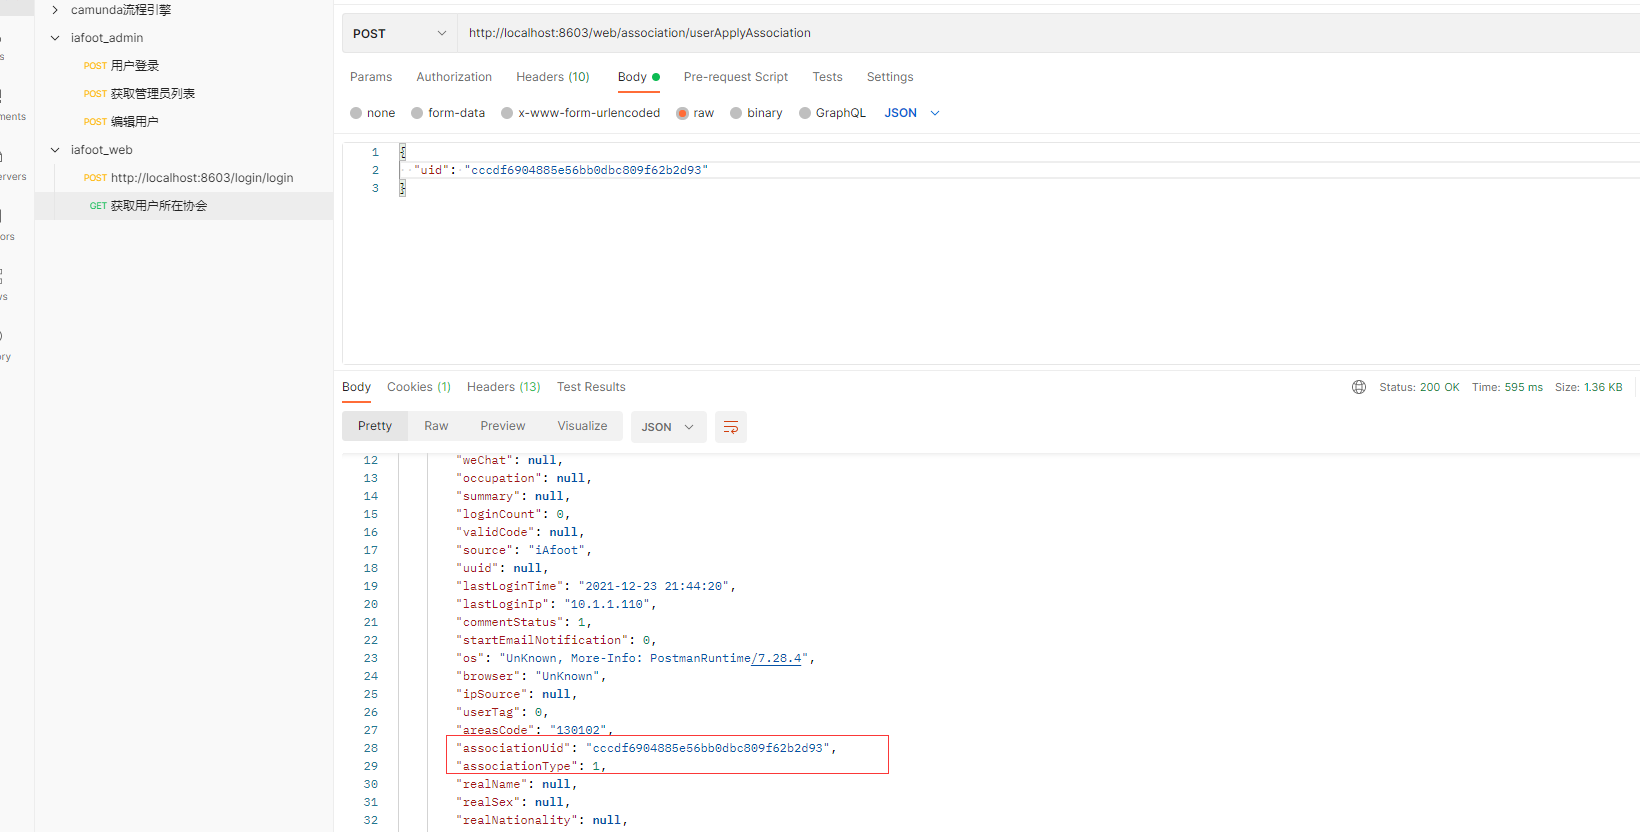 camunda流程引擎
iafoot_admin
POST 用户登录
POST 获取管理员列表
POST 编辑用户
iafoot_web
POST http://localhost:8603/login/login
GET 获取用户所在协会
s
ments
ervers
ors
ws
ory
POST http://localhost:8603/web/association/userApplyAssociation
Params Authorization Headers (10) Body Pre-request Script Tests Settings
none form-data x-www-form-urlencoded raw binary GraphQL JSON
1 {
2 "uid": "cccdf6904885e56bb0dbc809f62b2d93"
3 }
Body Cookies (1) Headers (13) Test Results Status: 200 OK Time: 595 ms Size: 1.36 KB
Pretty Raw Preview Visualize JSON
12 "weChat": null,
13 "occupation": null,
14 "summary": null,
15 "loginCount": 0,
16 "validCode": null,
17 "source": "iAfoot",
18 "uuid": null,
19 "lastLoginTime": "2021-12-23 21:44:20",
20 "lastLoginIp": "10.1.1.110",
21 "commentStatus": 1,
22 "startEmailNotification": 0,
23 "os": "UnKnown, More-Info: PostmanRuntime/7.28.4",
24 "browser": "UnKnown",
25 "ipSource": null,
26 "userTag": 0,
27 "areasCode": "130102",
28 "associationUid": "cccdf6904885e56bb0dbc809f62b2d93",
29 "associationType": 1,
30 "realName": null,
31 "realSex": null,
32 "realNationality": null,